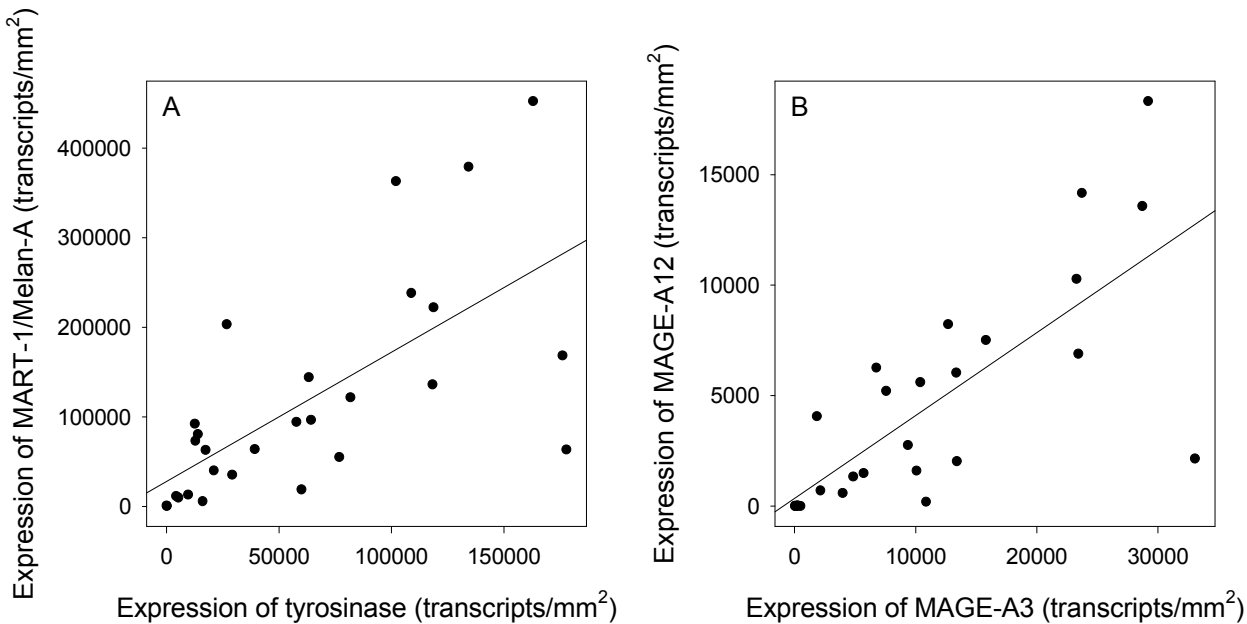 A
Expression of MART-1/Melan-A (transcripts/mm²)
400000
300000
200000
100000
0
0 50000 100000 150000
Expression of tyrosinase (transcripts/mm²)
B
Expression of MAGE-A12 (transcripts/mm²)
15000
10000
5000
0
0 10000 20000 30000
Expression of MAGE-A3 (transcripts/mm²)